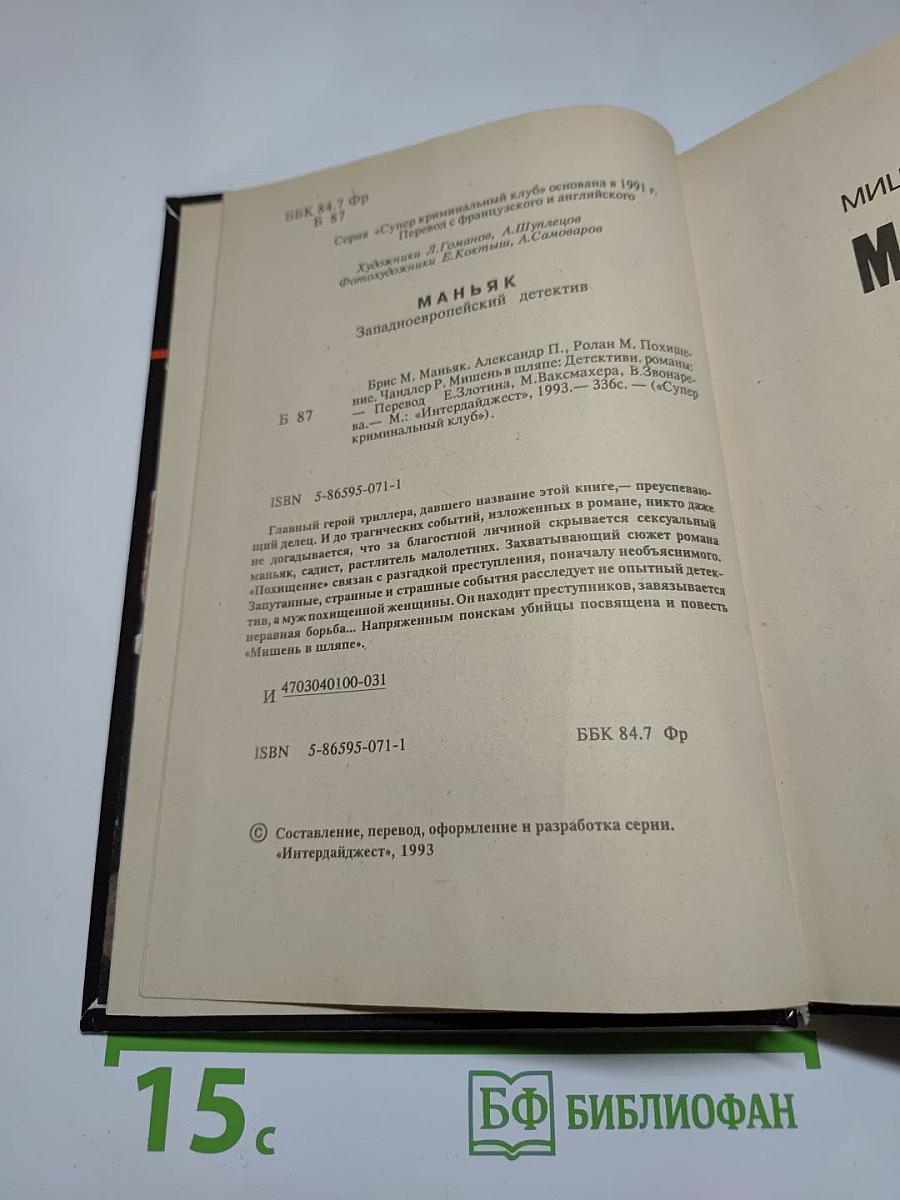 ББК 84.7 Фр
Б 87
Серия «Супер криминальный клуб» основана в 1991 г.
Перевод с французского и английского
Художники Л.Гоманов, А.Шуплецов
Фотохудожники Е.Коктыш, А.Самоваров
МАНЬЯК
Западноевропейский детектив
Брис М. Маньяк. Александр П., Ролан М. Похище-
ние. Чандлер Р. Мишень в шляпе: Детективн. романы:
Б 87
— Перевод Е.Злотина, М.Ваксмахера, В.Звонаре-
ва.— М.: «Интердайджест», 1993.— 336с. — («Супер
криминальный клуб»).
ISBN 5-86595-071-1
Главный герой триллера, давшего название этой книге,— преуспеваю-
щий делец. И до трагических событий, изложенных в романе, никто даже
не догадывается, что за благостной личиной скрывается сексуальный
маньяк, садист, растлитель малолетних. Захватывающий сюжет романа
«Похищение» связан с разгадкой преступления, поначалу необъяснимого.
Запутанные, странные и страшные события расследует не опытный детек-
тив, а муж похищенной женщины. Он находит преступников, завязывается
неравная борьба... Напряженным поискам убийцы посвящена и повесть
«Мишень в шляпе».
И 4703040100-031
ISBN 5-86595-071-1
ББК 84.7 Фр
© Составление, перевод, оформление и разработка серии.
«Интердайджест», 1993
МИШ
М
15 с
БФ БИБЛИОФАН